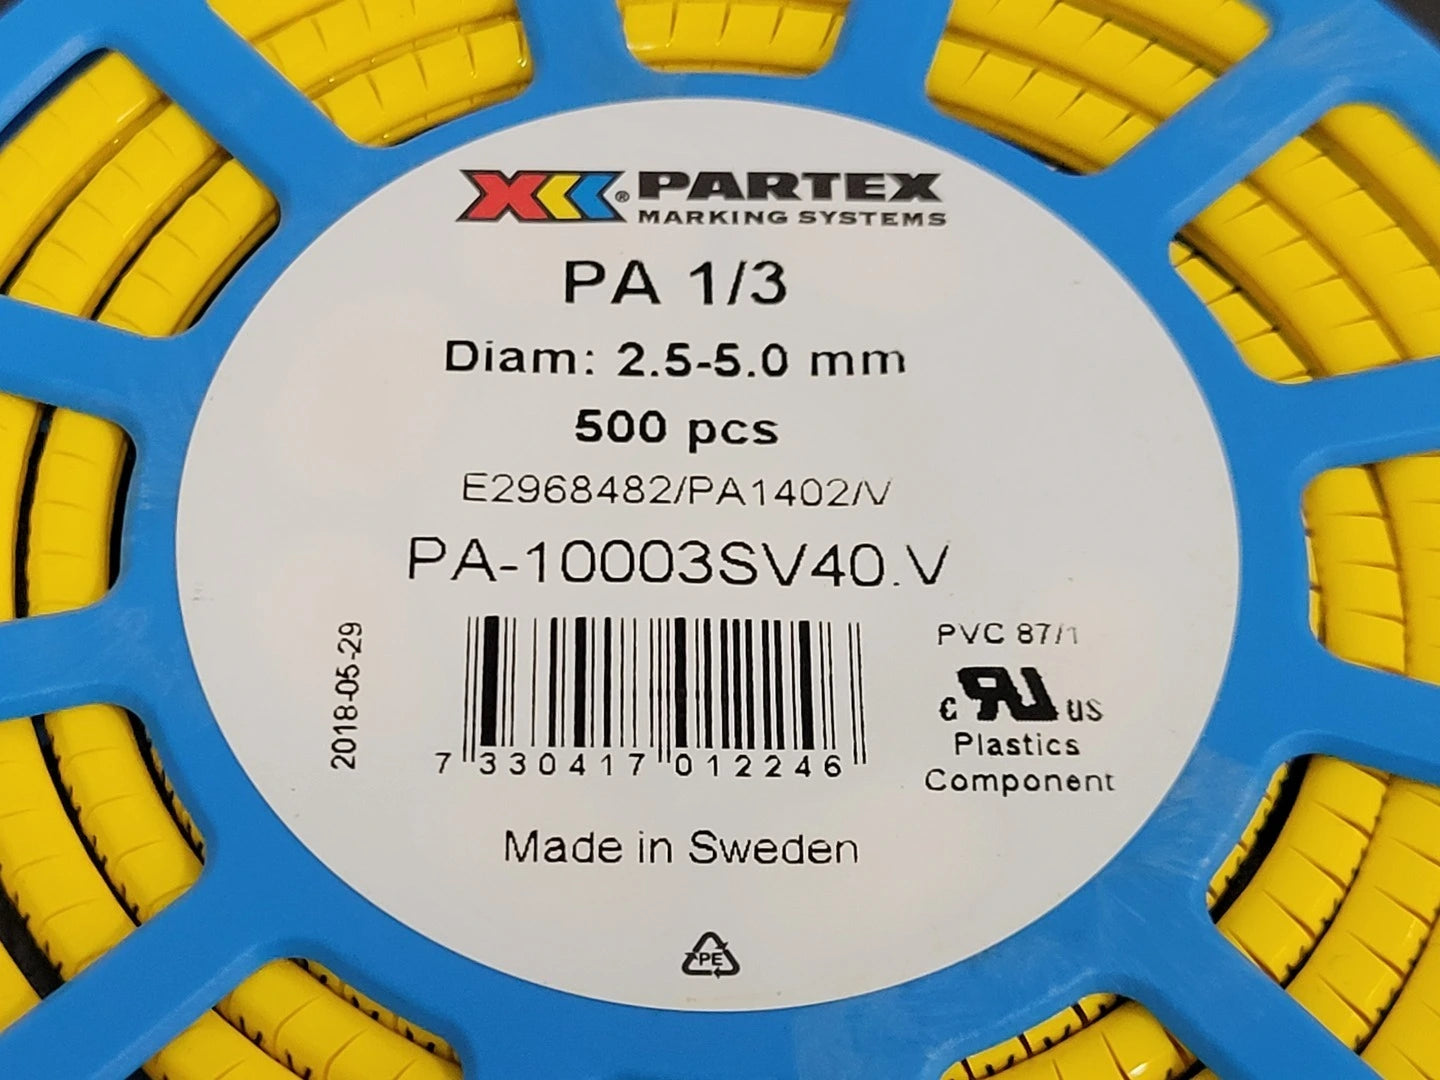 ® PARTEX
MARKING SYSTEMS
PA 1/3
Diam: 2.5-5.0 mm
500 pcs
E2968482/PA1402/V
PA-10003SV40.V
2018-05-29
7 330417 012246
PVC 87/1
c RU US
Plastics
Component
Made in Sweden
PE